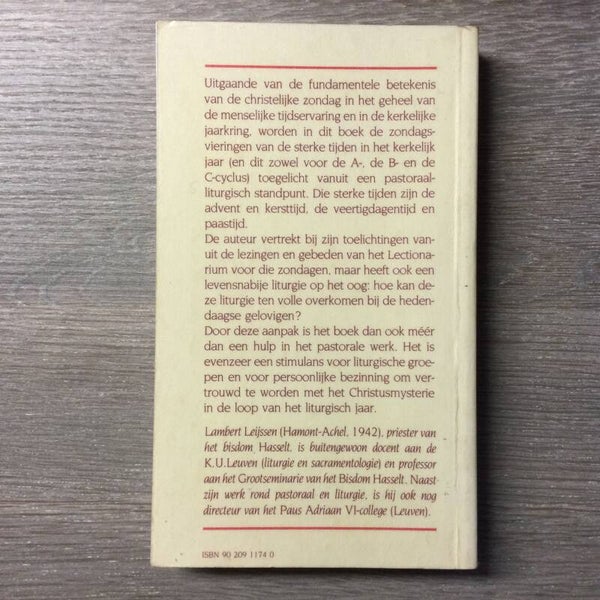 Uitgaande van de fundamentele betekenis
van de christelijke zondag in het geheel van
de menselijke tijdservaring en in de kerkelijke
jaarkring, worden in dit boek de zondags-
vieringen van de sterke tijden in het kerkelijk
jaar (en dit zowel voor de A-, de B- en de
C-cyclus) toegelicht vanuit een pastoraal-
liturgisch standpunt. Die sterke tijden zijn de
advent en kersttijd, de veertigdagentijd en
paastijd.
De auteur vertrekt bij zijn toelichtingen van-
uit de lezingen en gebeden van het Lectiona-
rium voor die zondagen, maar heeft ook een
levensnabije liturgie op het oog: hoe kan de-
ze liturgie ten volle overkomen bij de heden-
daagse gelovigen?
Door deze aanpak is het boek dan ook méér
dan een hulp in het pastorale werk. Het is
evenzeer een stimulans voor liturgische groe-
pen en voor persoonlijke bezinning om ver-
trouwd te worden met het Christusmysterie
in de loop van het liturgisch jaar.
Lambert Leijssen (Hamont-Achel, 1942), priester van
het bisdom Hasselt, is buitengewoon docent aan de
K.U.Leuven (liturgie en sacramentologie) en professor
aan het Grootseminarie van het Bisdom Hasselt. Naast
zijn werk rond pastoraal en liturgie, is hij ook nog
directeur van het Paus Adriaan VI-college (Leuven).
ISBN 90 209 1174 0